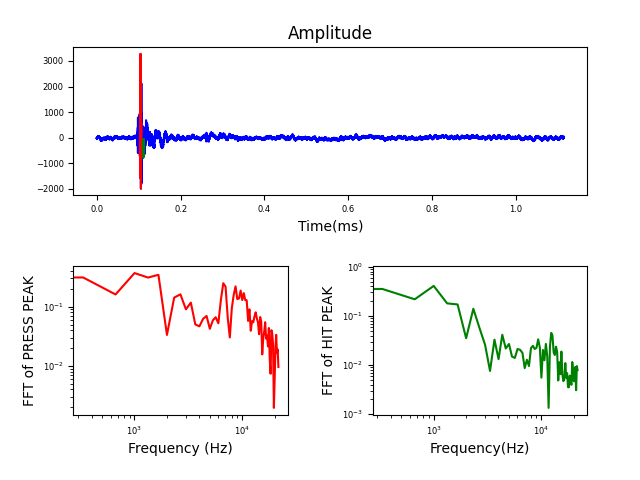 Amplitude
3000
2000
1000
0
−1000
−2000
0.0 0.2 0.4 0.6 0.8 1.0
Time(ms)
FFT of PRESS PEAK
10⁻¹
10⁻²
10³ 10⁴
Frequency (Hz)
FFT of HIT PEAK
10⁰
10⁻¹
10⁻²
10⁻³
10³ 10⁴
Frequency(Hz)